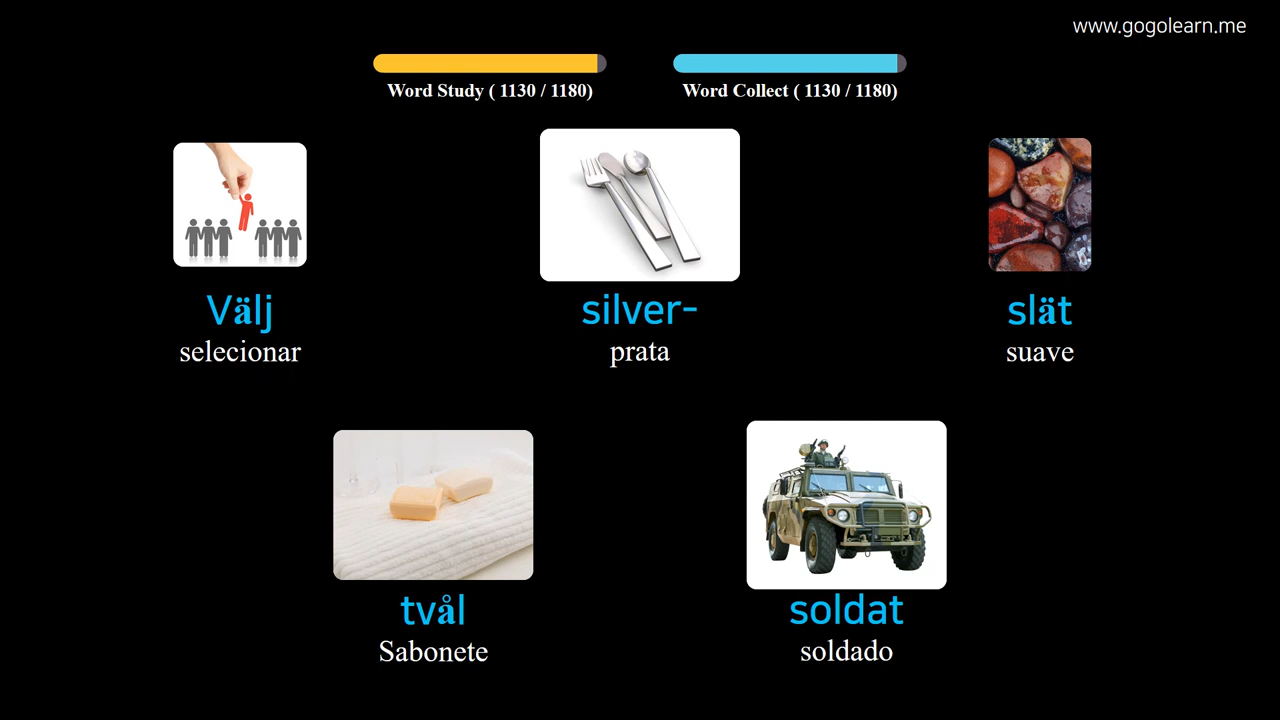 www.gogolearn.me
Word Study ( 1130 / 1180)
Word Collect ( 1130 / 1180)
Välj
selecionar
silver-
prata
slät
suave
tvål
Sabonete
soldat
soldado